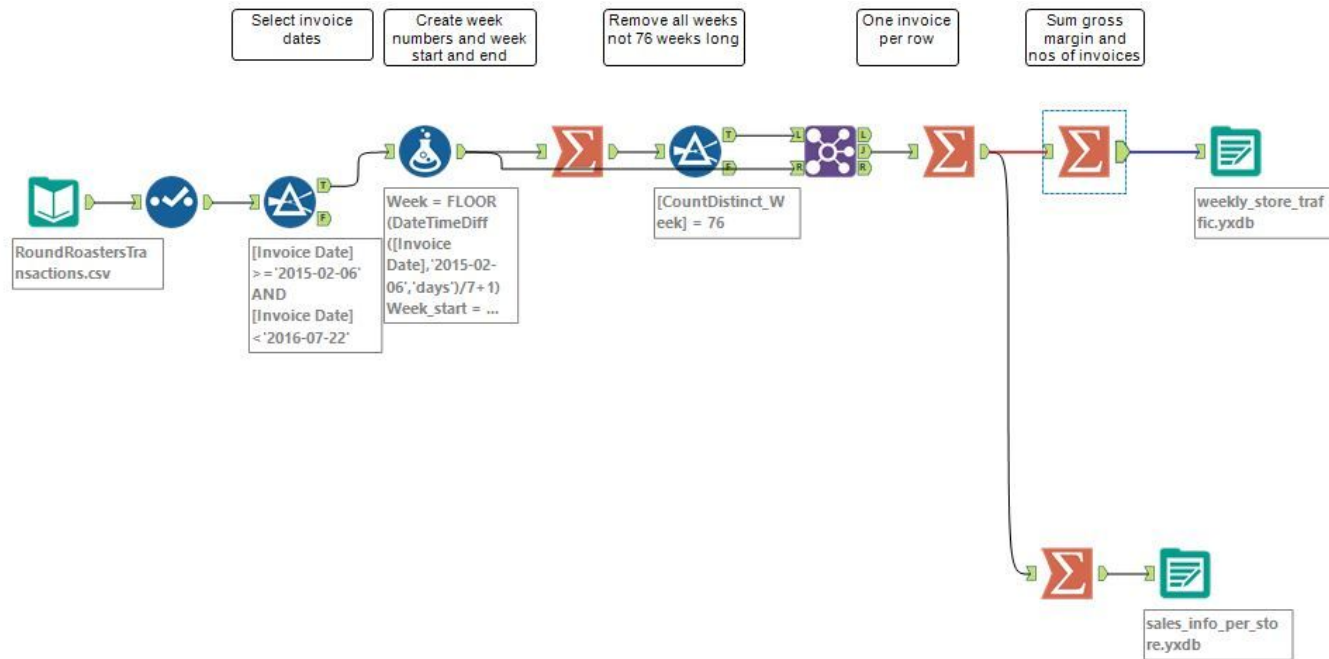 Select invoice
dates
Create week
numbers and week
start and end
Remove all weeks
not 76 weeks long
One invoice
per row
Sum gross
margin and
nos of invoices
T
F
T
F
L
R
L
J
R
RoundRoastersTra
nsactions.csv
[Invoice Date]
>='2015-02-06'
AND
[Invoice Date]
<'2016-07-22'
Week = FLOOR
(DateTimeDiff
([Invoice
Date],'2015-02-
06','days')/7+1)
Week_start = ...
[CountDistinct_W
eek] = 76
weekly_store_traf
fic.yxdb
sales_info_per_sto
re.yxdb